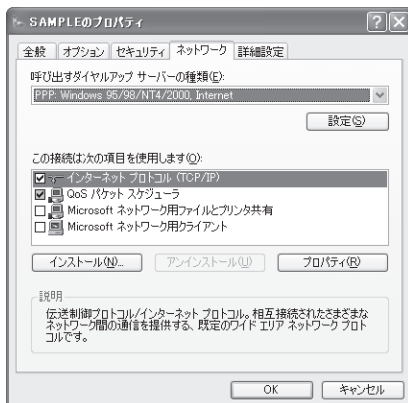 SAMPLEのプロパティ
全般 オプション セキュリティ ネットワーク 詳細設定
呼び出すダイヤルアップ サーバーの種類(E):
PPP: Windows 95/98/NT4/2000, Internet
設定(S)
この接続は次の項目を使用します(O):
インターネット プロトコル (TCP/IP)
QoS パケット スケジューラ
Microsoft ネットワーク用ファイルとプリンタ共有
Microsoft ネットワーク用クライアント
インストール(N)... アンインストール(U) プロパティ(R)
説明
伝送制御プロトコル/インターネット プロトコル。相互接続されたさまざまな
ネットワーク間の通信を提供する、既定のワイド エリア ネットワーク プロト
コルです。
OK キャンセル